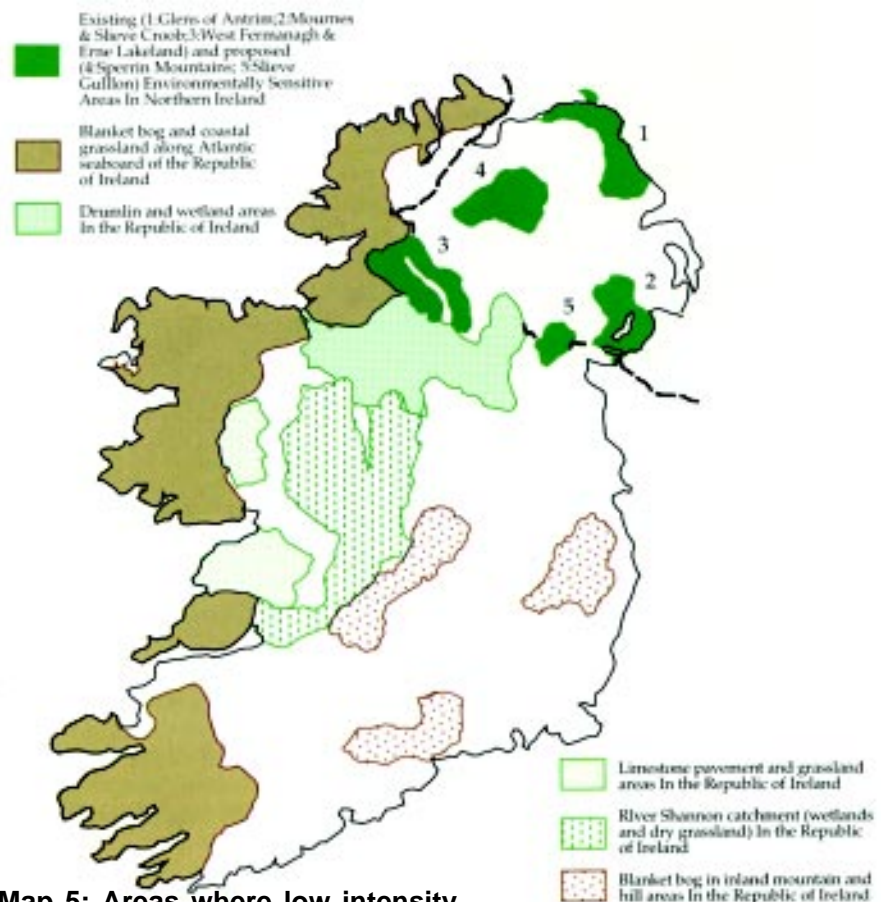 Existing (1:Glens of Antrim;2:Mournes
& Slieve Croob;3:West Fermanagh &
Erne Lakeland) and proposed
(4:Sperrin Mountains; 5:Slieve
Gullion) Environmentally Sensitive
Areas In Northern Ireland
Blanket bog and coastal
grassland along Atlantic
seaboard of the Republic
of Ireland
Drumlin and wetland areas
In the Republic of Ireland
1
4
3
2
5
Limestone pavement and grassland
areas In the Republic of Ireland
River Shannon catchment (wetlands
and dry grassland) In the Republic
of Ireland
Blanket bog in inland mountain and
hill areas In the Republic of Ireland
Map 5: Areas where low intensity